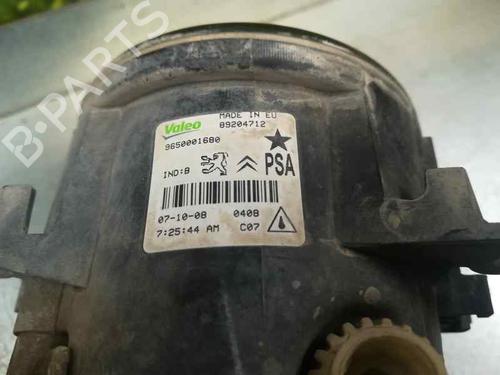 Valeo
MADE IN EU
89204712
9650001680
IND:B
PSA
07-10-08 0408
7:25:44 AM C07
B-PARTS